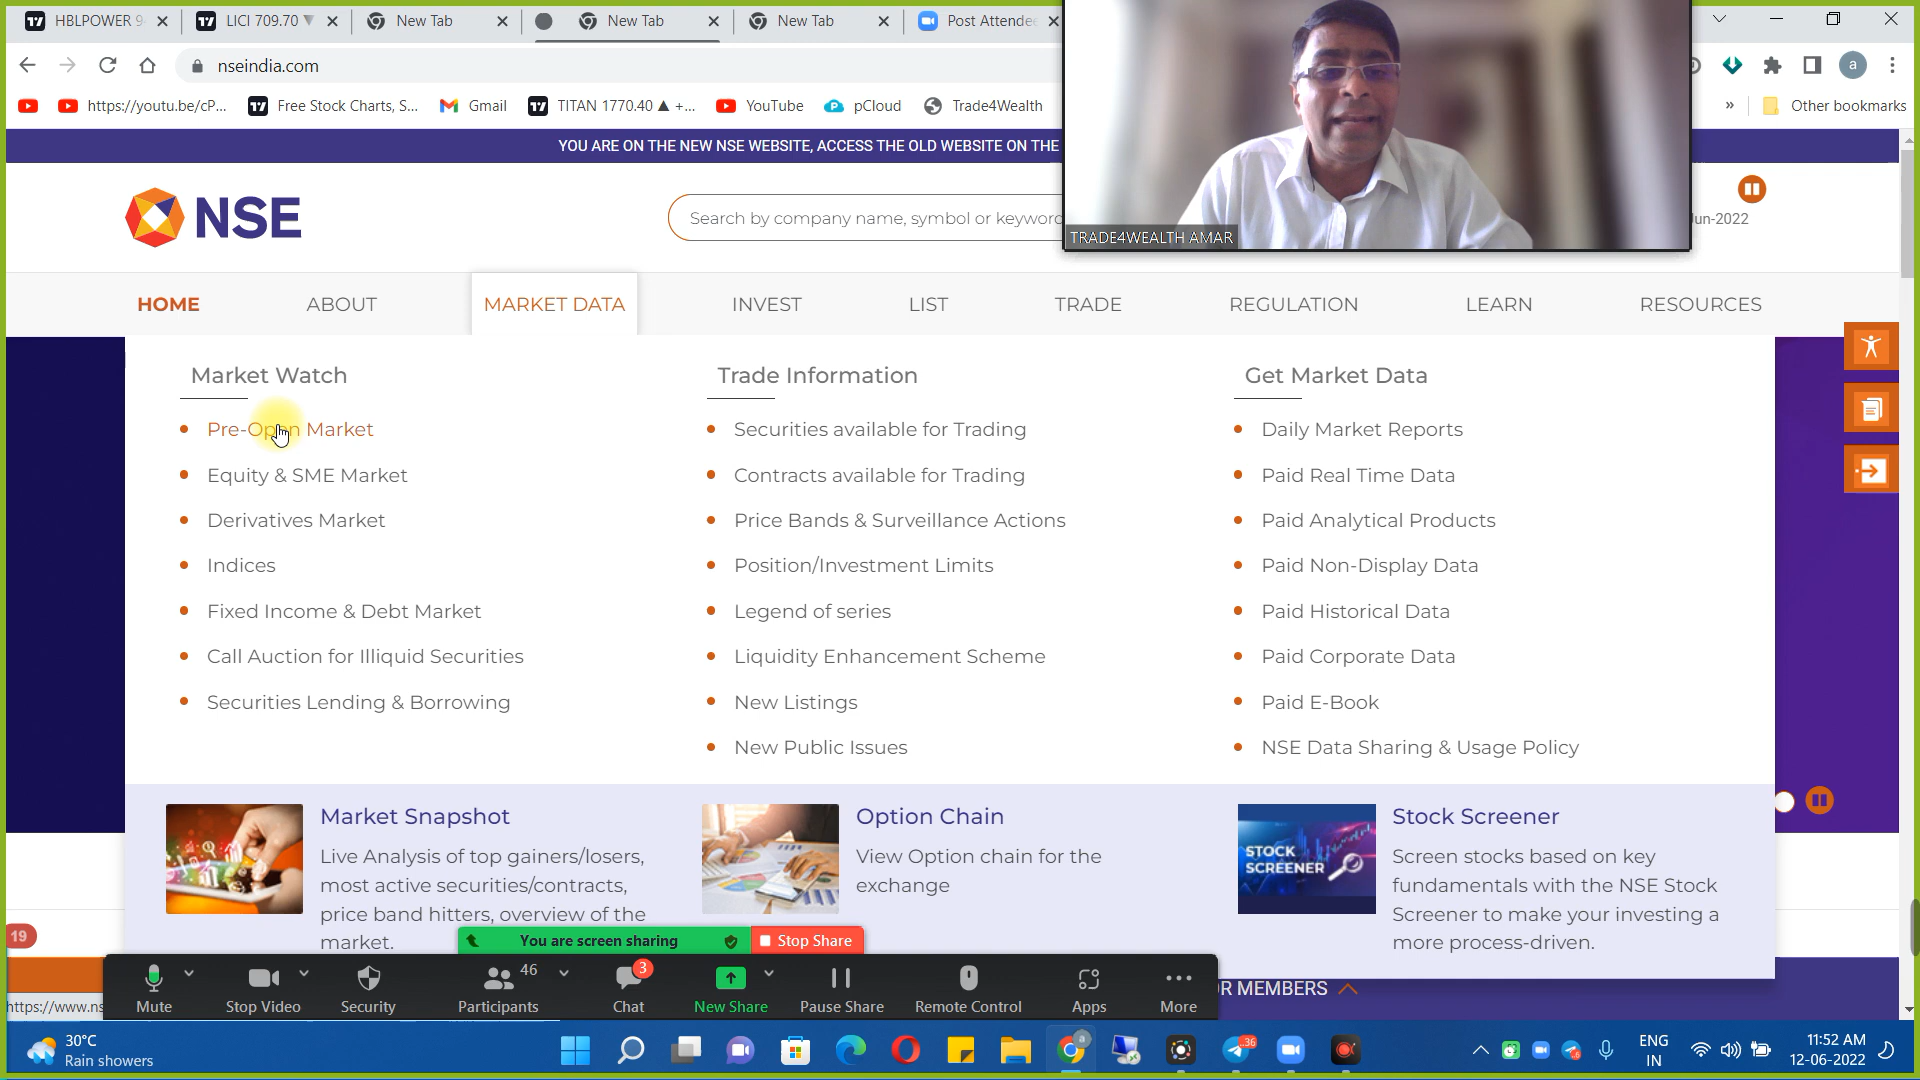 HBLPOWER 9
LICI 709.70 ▼
New Tab
New Tab
New Tab
Post Attendee
nseindia.com
a
https://youtu.be/cP...
Free Stock Charts, S...
Gmail
TITAN 1770.40 ▲ +...
YouTube
pCloud
Trade4Wealth
»
Other bookmarks
YOU ARE ON THE NEW NSE WEBSITE, ACCESS THE OLD WEBSITE ON THE
NSE
Search by company name, symbol or keyword
TRADE4WEALTH AMAR
Jun-2022
HOME
ABOUT
MARKET DATA
INVEST
LIST
TRADE
REGULATION
LEARN
RESOURCES
Market Watch
Pre-Open Market
Equity & SME Market
Derivatives Market
Indices
Fixed Income & Debt Market
Call Auction for Illiquid Securities
Securities Lending & Borrowing
Trade Information
Securities available for Trading
Contracts available for Trading
Price Bands & Surveillance Actions
Position/Investment Limits
Legend of series
Liquidity Enhancement Scheme
New Listings
New Public Issues
Get Market Data
Daily Market Reports
Paid Real Time Data
Paid Analytical Products
Paid Non-Display Data
Paid Historical Data
Paid Corporate Data
Paid E-Book
NSE Data Sharing & Usage Policy
Market Snapshot
Live Analysis of top gainers/losers,
most active securities/contracts,
price band hitters, overview of the
market.
Option Chain
View Option chain for the
exchange
STOCK
SCREENER
Stock Screener
Screen stocks based on key
fundamentals with the NSE Stock
Screener to make your investing a
more process-driven.
19
You are screen sharing
Stop Share
Mute
Stop Video
Security
46
Participants
3
Chat
New Share
Pause Share
Remote Control
Apps
More
https://www.ns
OR MEMBERS
30°C
Rain showers
a
36
ENG
IN
11:52 AM
12-06-2022